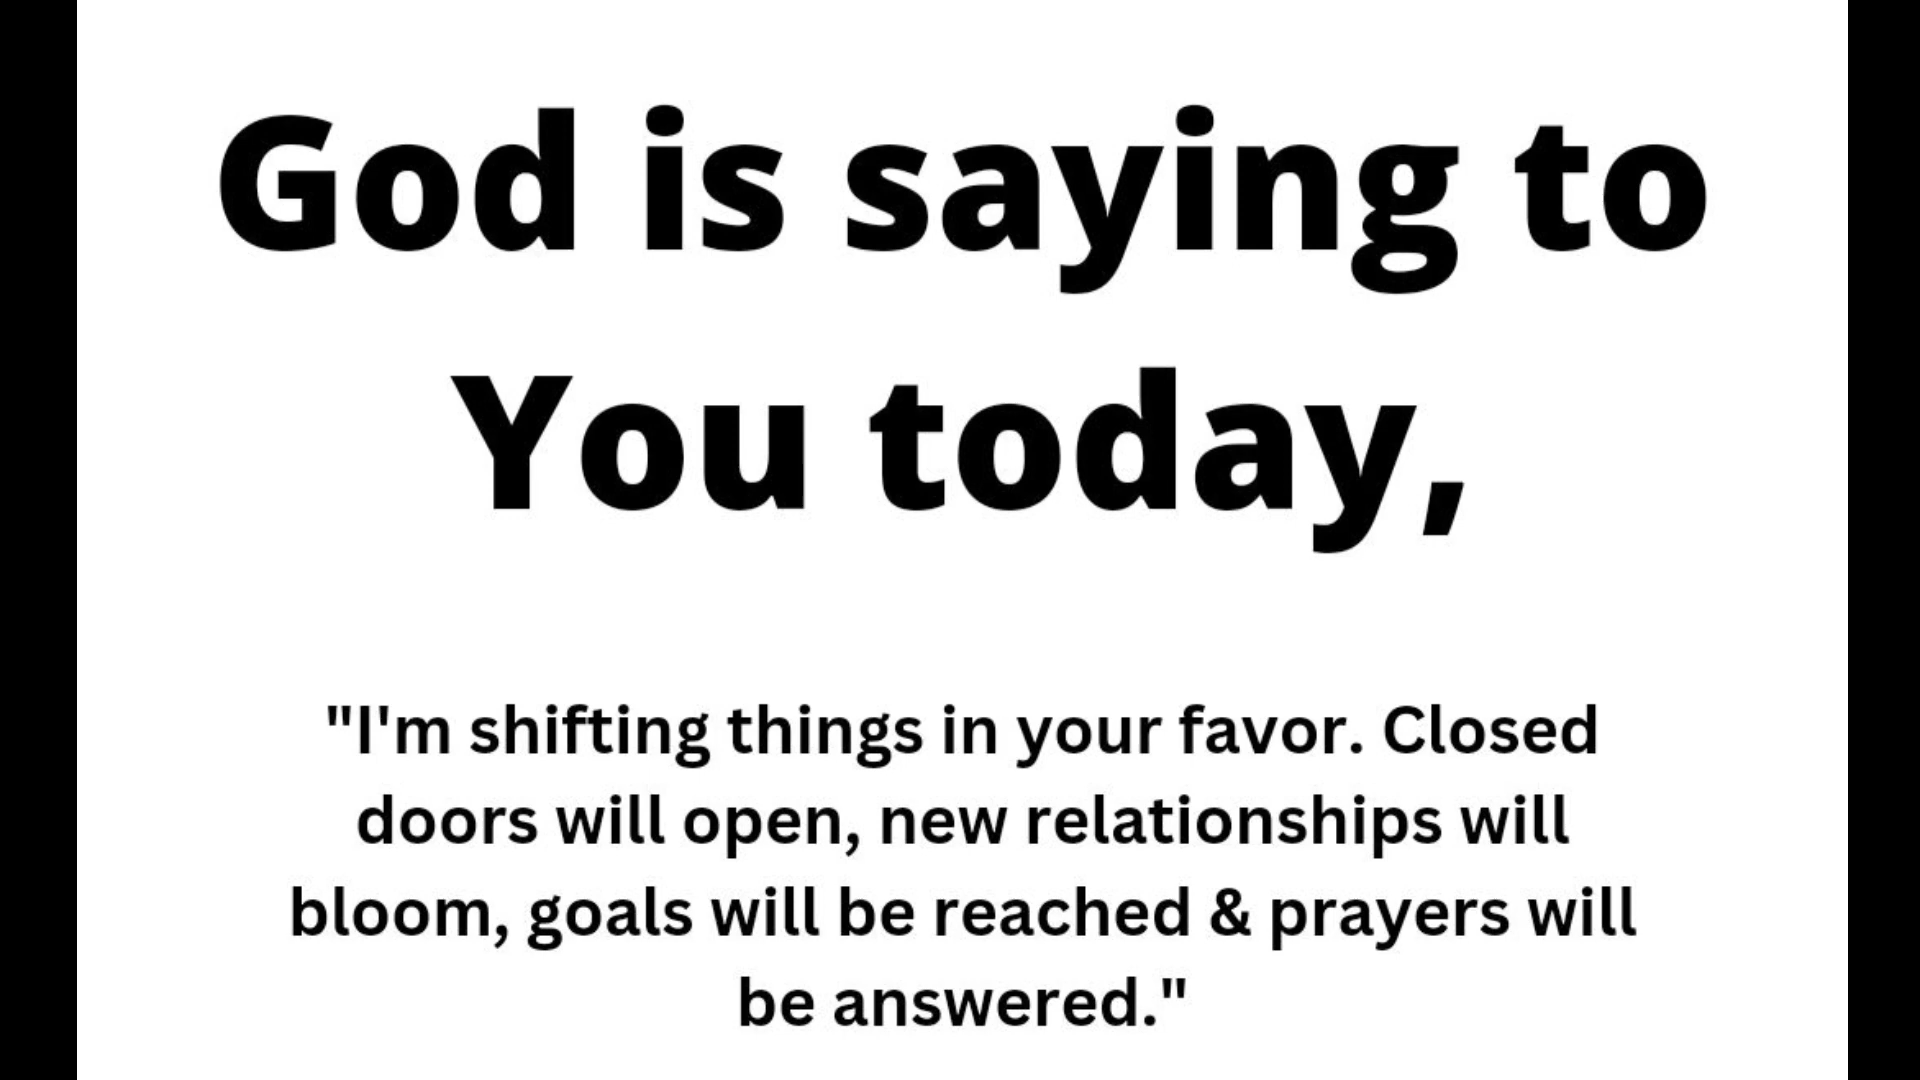 God is saying to
You today,
"I'm shifting things in your favor. Closed
doors will open, new relationships will
bloom, goals will be reached & prayers will
be answered."